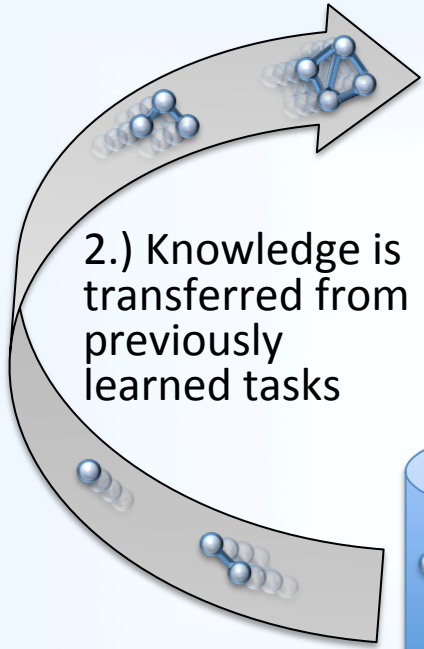 2.) Knowledge is
transferred from
previously
learned tasks